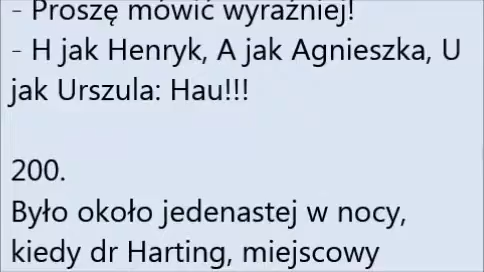 - Proszę mówić wyraźniej!
- H jak Henryk, A jak Agnieszka, U
jak Urszula: Hau!!!
200.
Było około jedenastej w nocy,
kiedy dr Harting, miejscowy